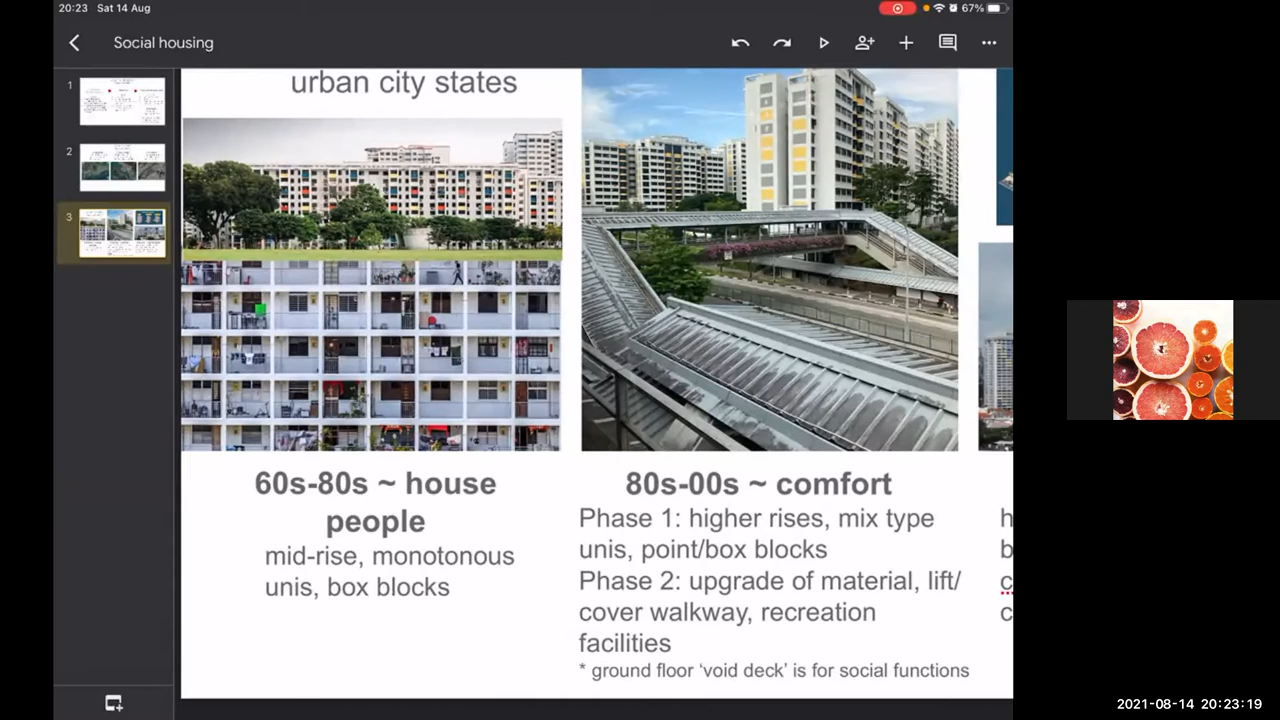 20:23 Sat 14 Aug
67%
Social housing
1
2
3
urban city states
60s-80s ~ house
people
mid-rise, monotonous
unis, box blocks
80s-00s ~ comfort
Phase 1: higher rises, mix type
unis, point/box blocks
Phase 2: upgrade of material, lift/
cover walkway, recreation
facilities
* ground floor ‘void deck’ is for social functions
2021-08-14 20:23:19